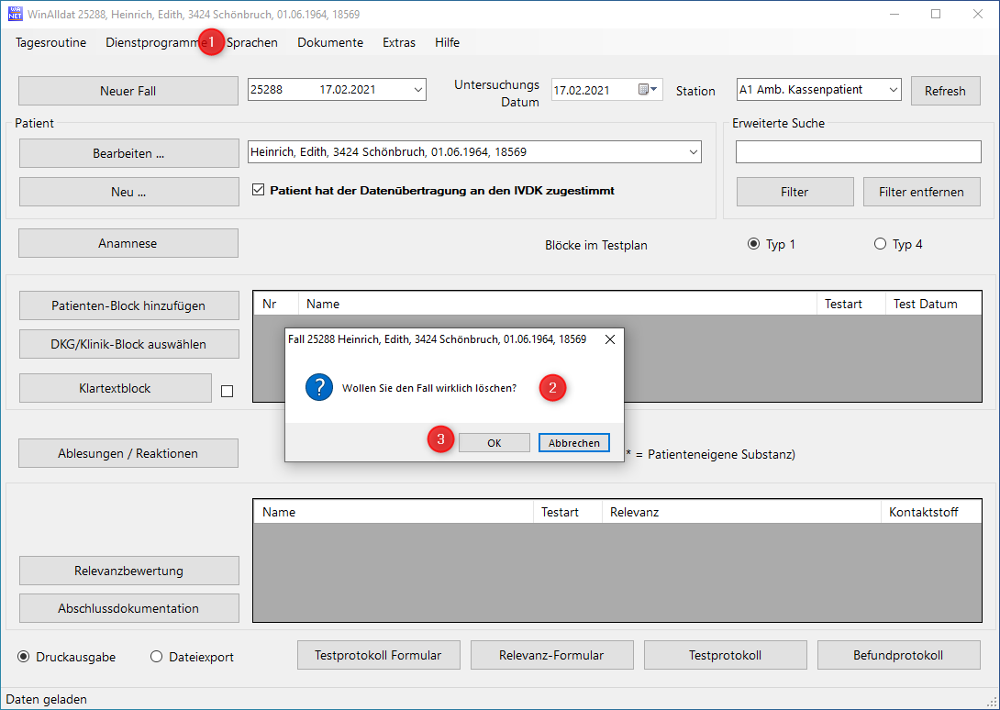 WA NET WinAlldat 25288, Heinrich, Edith, 3424 Schönbruch, 01.06.1964, 18569
Tagesroutine Dienstprogramme 1 Sprachen Dokumente Extras Hilfe
Neuer Fall 25288 17.02.2021 Untersuchungs Datum 17.02.2021 Station A1 Amb. Kassenpatient Refresh
Patient Erweiterte Suche
Bearbeiten ... Heinrich, Edith, 3424 Schönbruch, 01.06.1964, 18569
Neu ... Patient hat der Datenübertragung an den IVDK zugestimmt Filter Filter entfernen
Anamnese Blöcke im Testplan Typ 1 Typ 4
Patienten-Block hinzufügen Nr Name Testart Test Datum
DKG/Klinik-Block auswählen
Klartextblock
Fall 25288 Heinrich, Edith, 3424 Schönbruch, 01.06.1964, 18569
? Wollen Sie den Fall wirklich löschen? 2
3 OK Abbrechen
Ablesungen / Reaktionen * = Patienteneigene Substanz)
Name Testart Relevanz Kontaktstoff
Relevanzbewertung
Abschlussdokumentation
Druckausgabe Dateiexport Testprotokoll Formular Relevanz-Formular Testprotokoll Befundprotokoll
Daten geladen